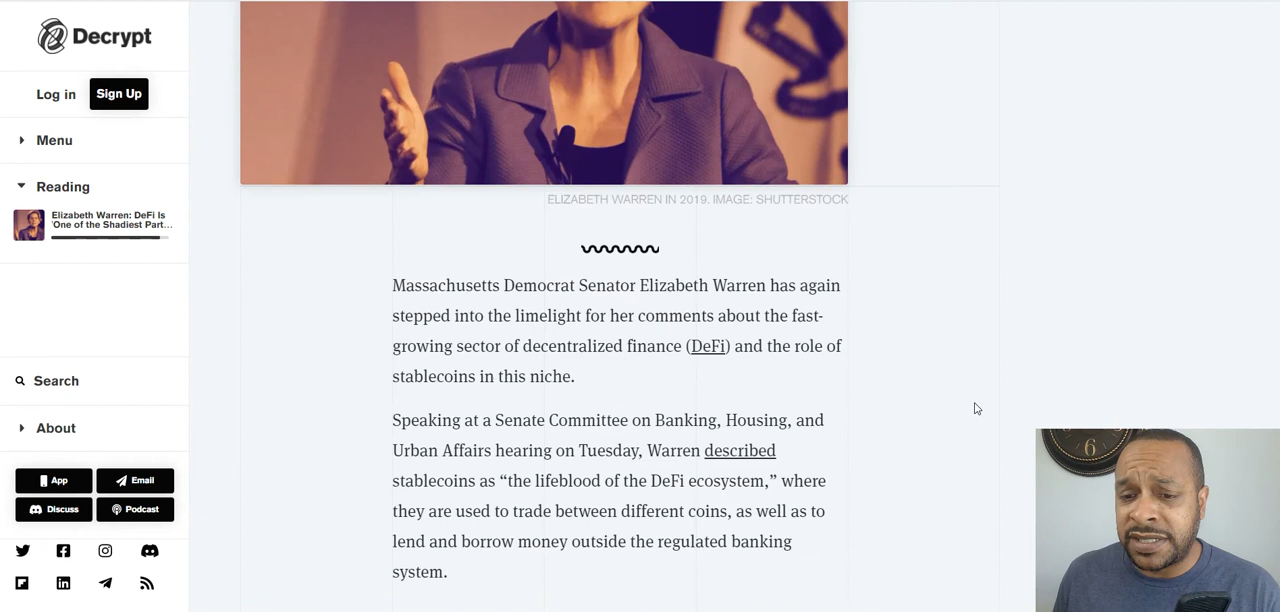 Decrypt
Log in
Sign Up
Menu
Reading
Elizabeth Warren: DeFi Is
'One of the Shadiest Part...
Search
About
App
Email
Discuss
Podcast
ELIZABETH WARREN IN 2019. IMAGE: SHUTTERSTOCK
Massachusetts Democrat Senator Elizabeth Warren has again
stepped into the limelight for her comments about the fast-
growing sector of decentralized finance (DeFi) and the role of
stablecoins in this niche.
Speaking at a Senate Committee on Banking, Housing, and
Urban Affairs hearing on Tuesday, Warren described
stablecoins as “the lifeblood of the DeFi ecosystem,” where
they are used to trade between different coins, as well as to
lend and borrow money outside the regulated banking
system.
6